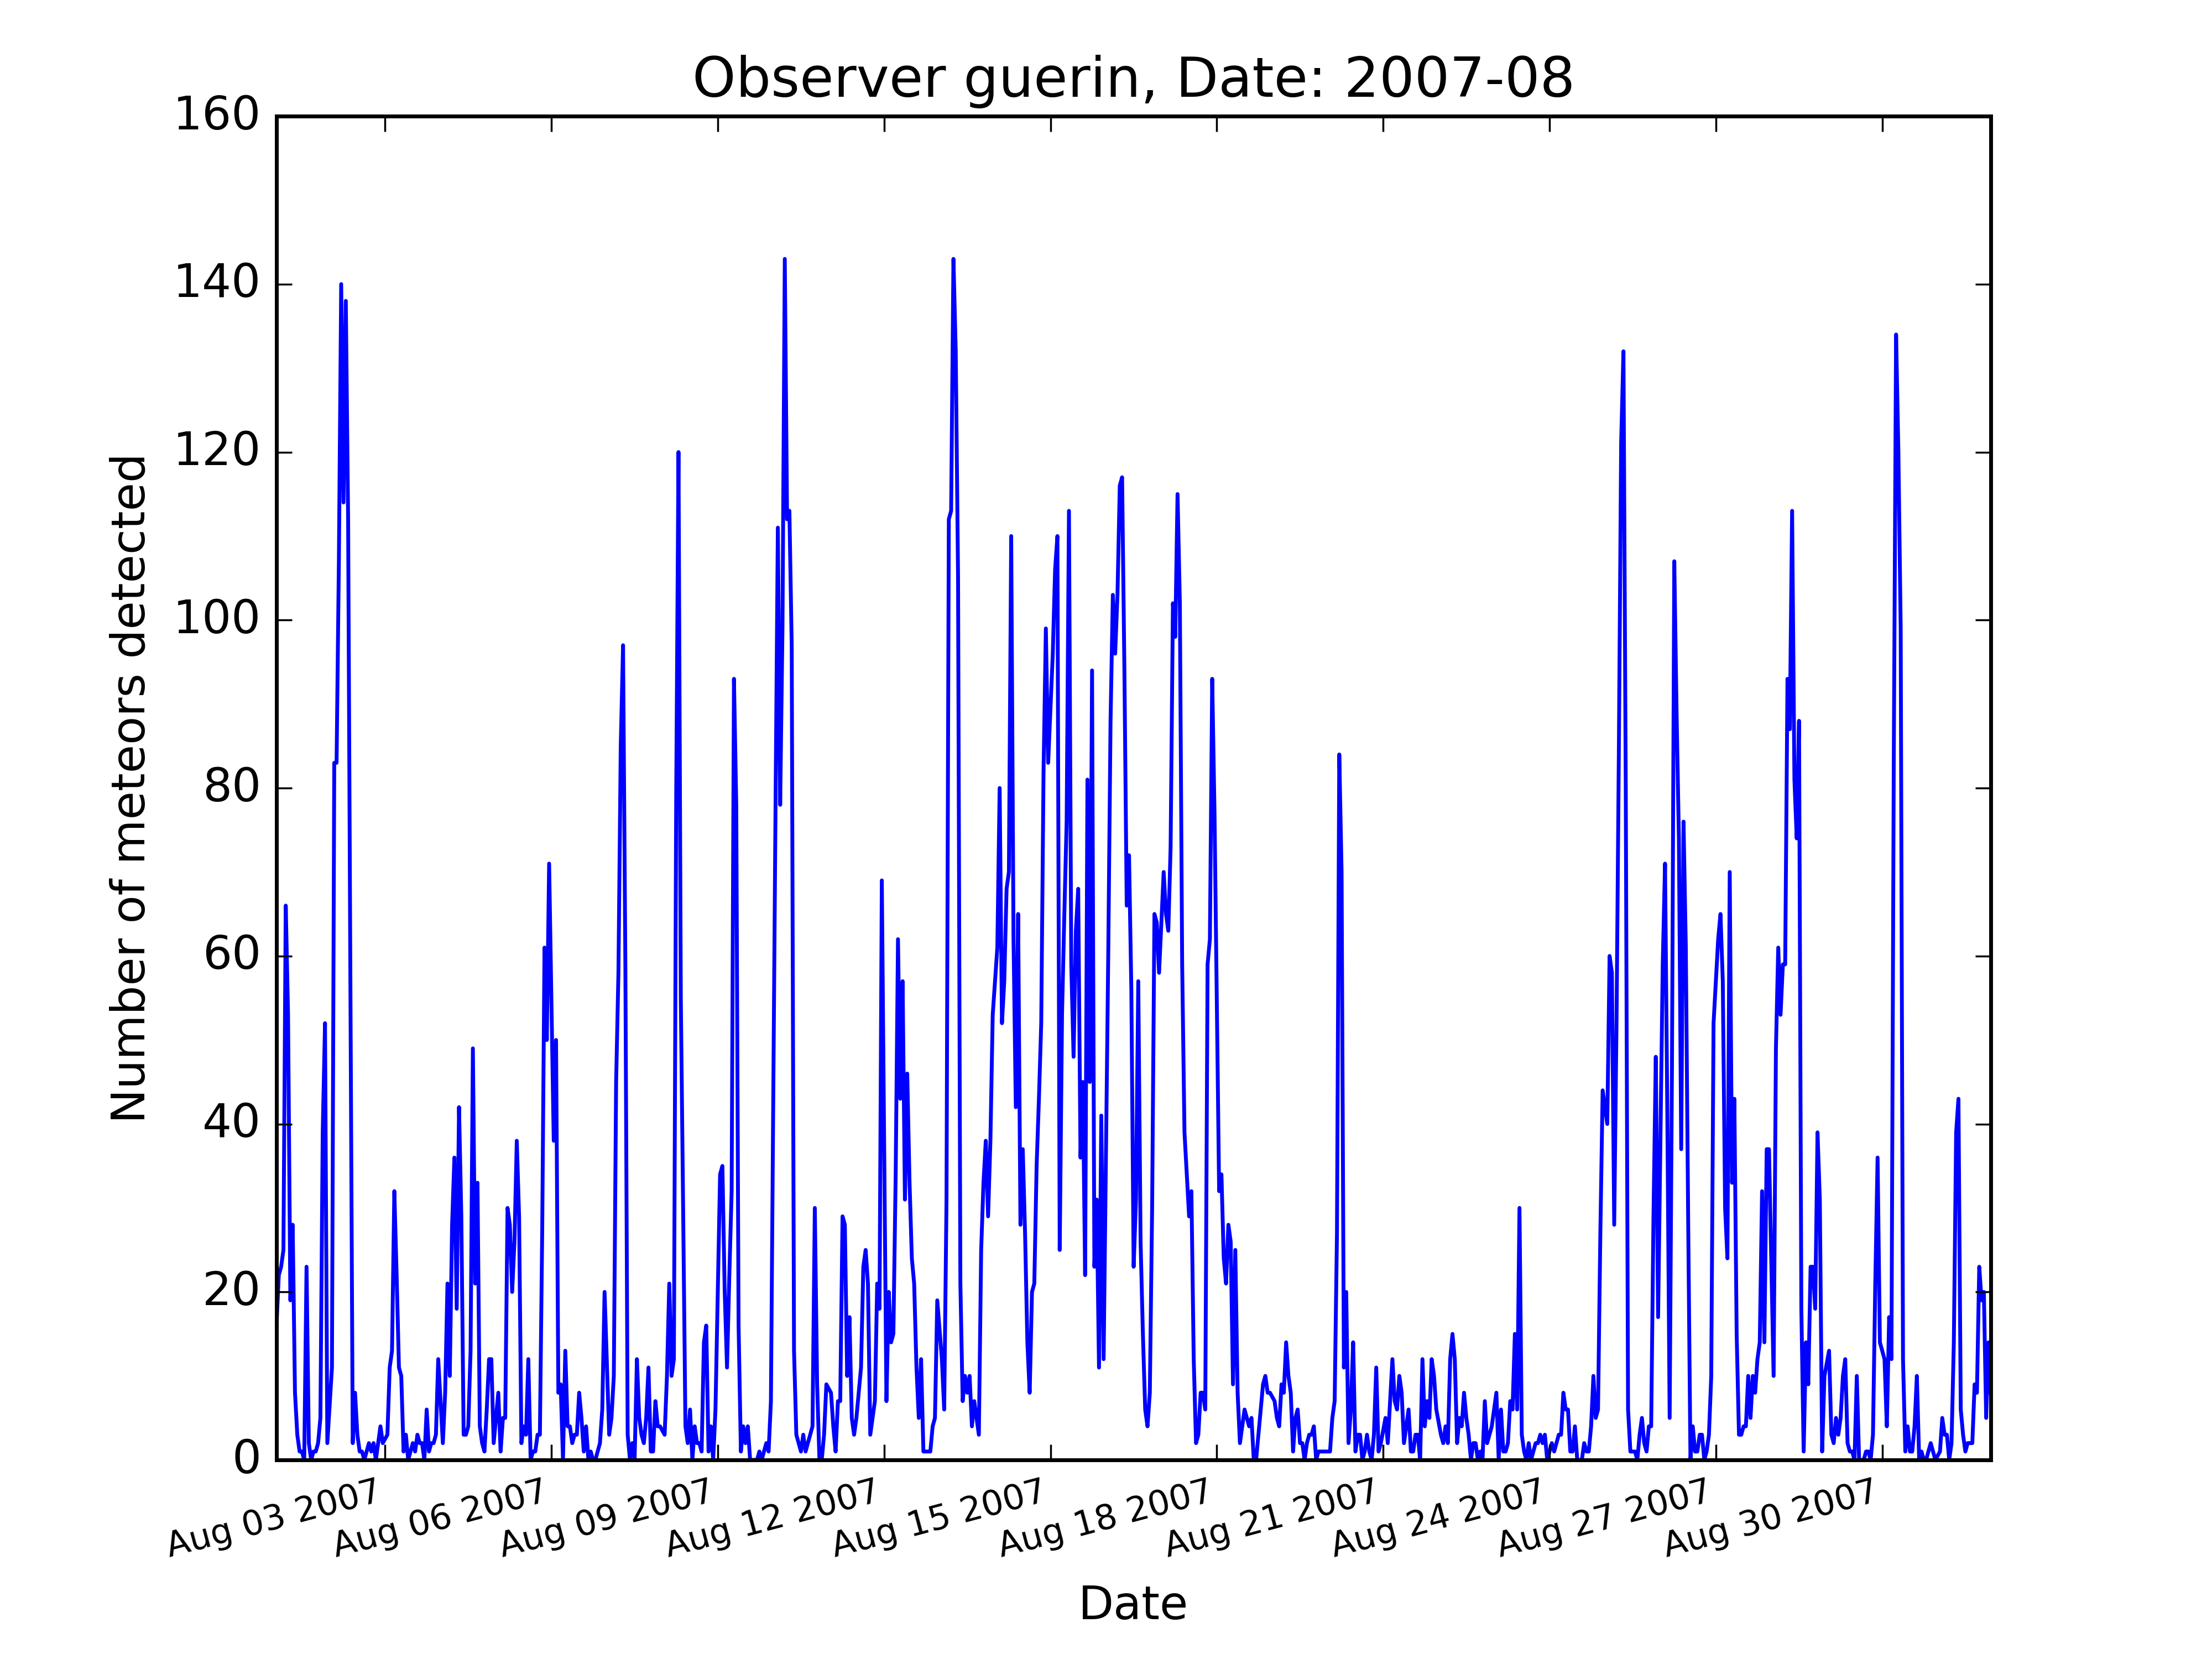 Observer guerin, Date: 2007-08
160
140
120
100
80
60
40
20
0
Number of meteors detected
Aug 03 2007
Aug 06 2007
Aug 09 2007
Aug 12 2007
Aug 15 2007
Aug 18 2007
Aug 21 2007
Aug 24 2007
Aug 27 2007
Aug 30 2007
Date